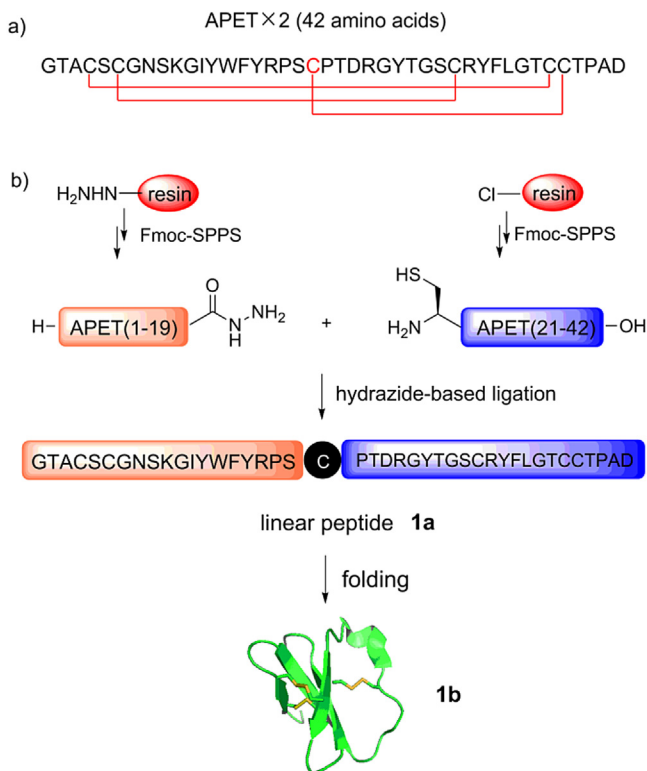 a)
APET×2 (42 amino acids)
GTACSCGNSKGIYWFYRPSCPTDRGYTGSCRYFLGTCCTPAD
b)
H₂NHN resin
Cl resin
Fmoc-SPPS
Fmoc-SPPS
H- APET(1-19) O N H NH₂
+
HS H₂N APET(21-42) -OH
hydrazide-based ligation
GTACSCGNSKGIYWFYRPS C PTDRGYTGSCRYFLGTCCTPAD
linear peptide 1a
folding
1b